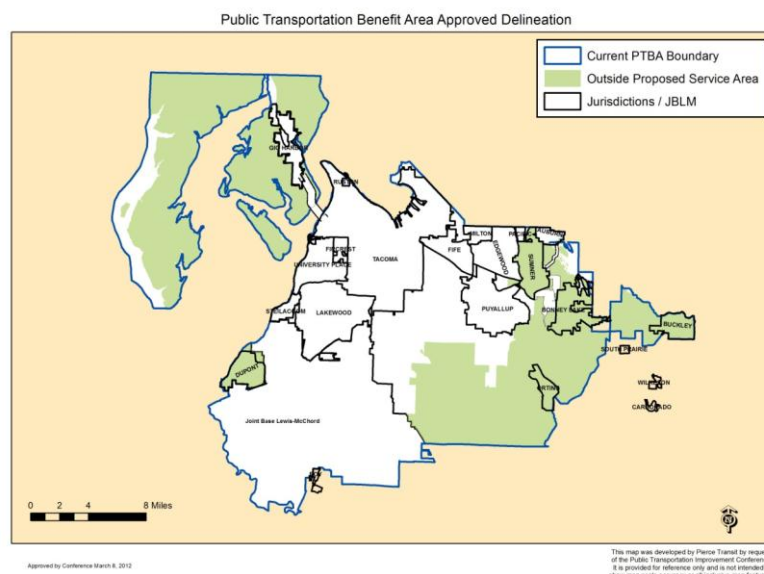 Public Transportation Benefit Area Approved Delineation
Current PTBA Boundary
Outside Proposed Service Area
Jurisdictions / JBLM
GIG HARBOR
RUSTON
MILTON
PACIFIC
AUBURN
FIRCREST
FIFE
EDGEWOOD
SUMNER
UNIVERSITY PLACE
TACOMA
STEILACOOM
LAKEWOOD
PUYALLUP
BONNEY LAKE
BUCKLEY
SOUTH PRAIRIE
DUPONT
ORTING
WILKESON
CARBONADO
Joint Base Lewis-McChord
0 2 4 8 Miles
This map was developed by Pierce Transit by reque
of the Public Transportation Improvement Conferen
It is provided for reference only and is not intended
Approved by Conference March 8, 2012